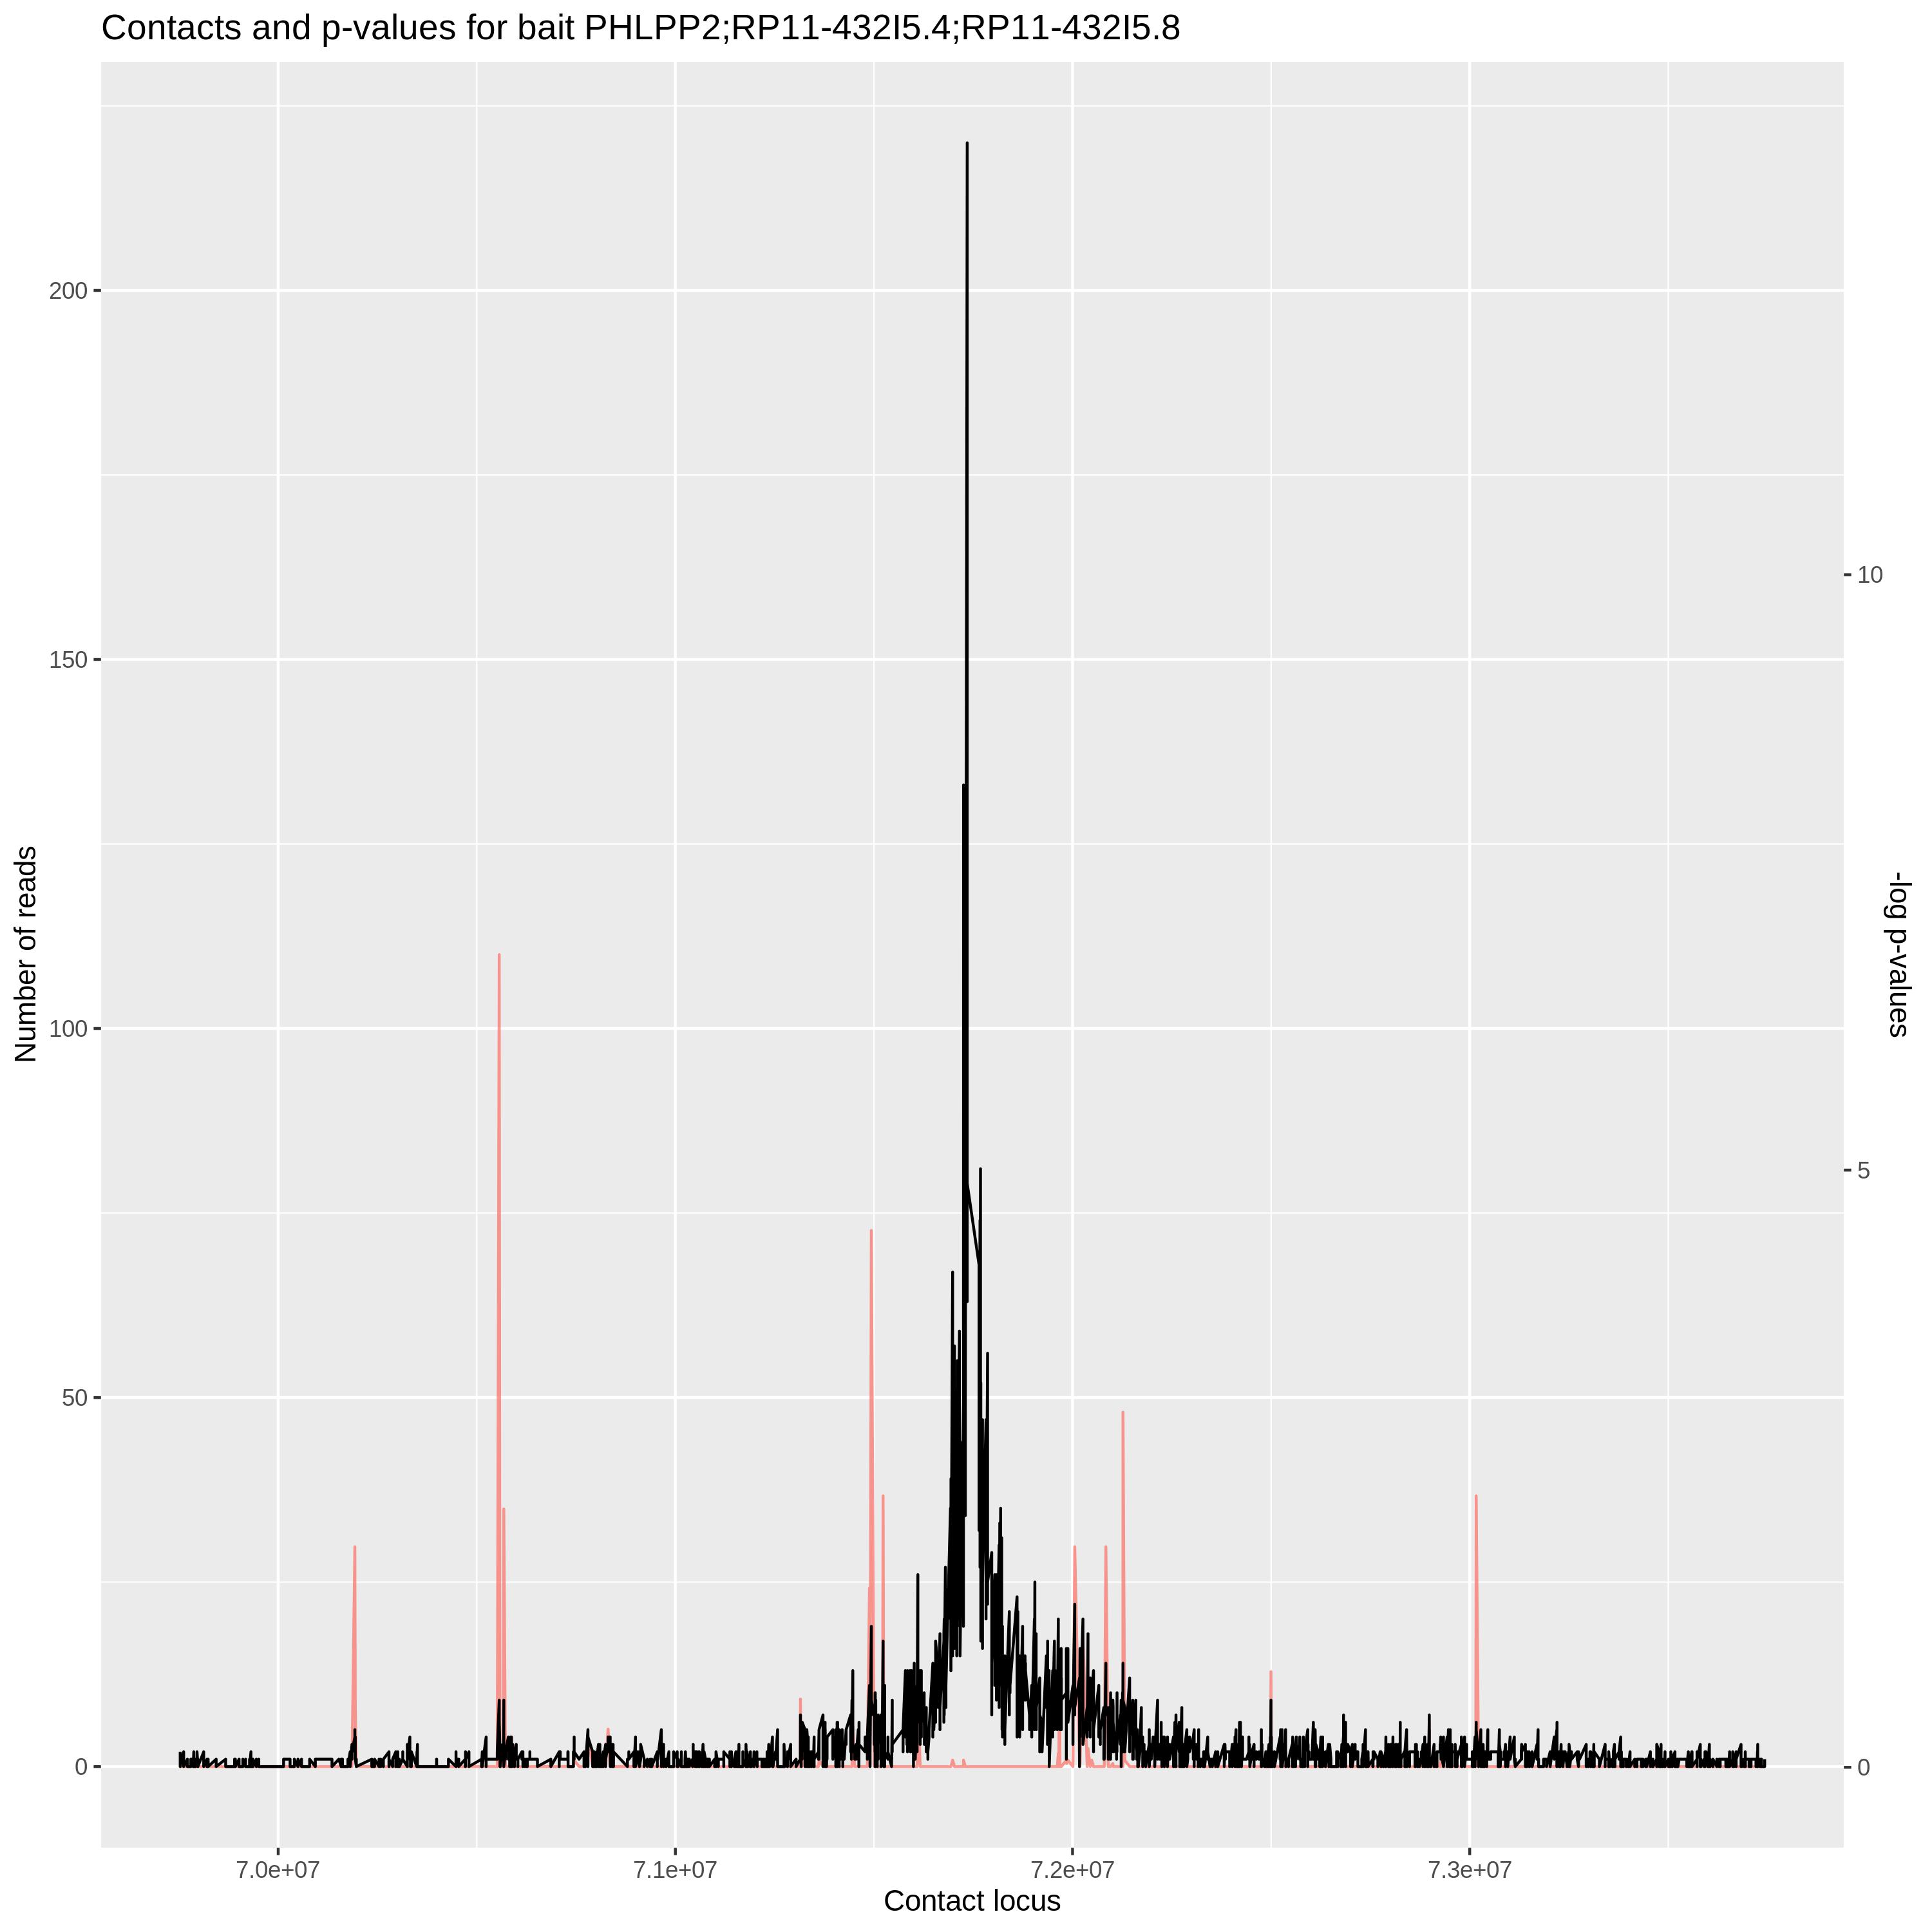 Contacts and p-values for bait PHLPP2;RP11-432I5.4;RP11-432I5.8
Number of reads
200
150
100
50
0
10
5
0
-log p-values
7.0e+07
7.1e+07
7.2e+07
7.3e+07
Contact locus